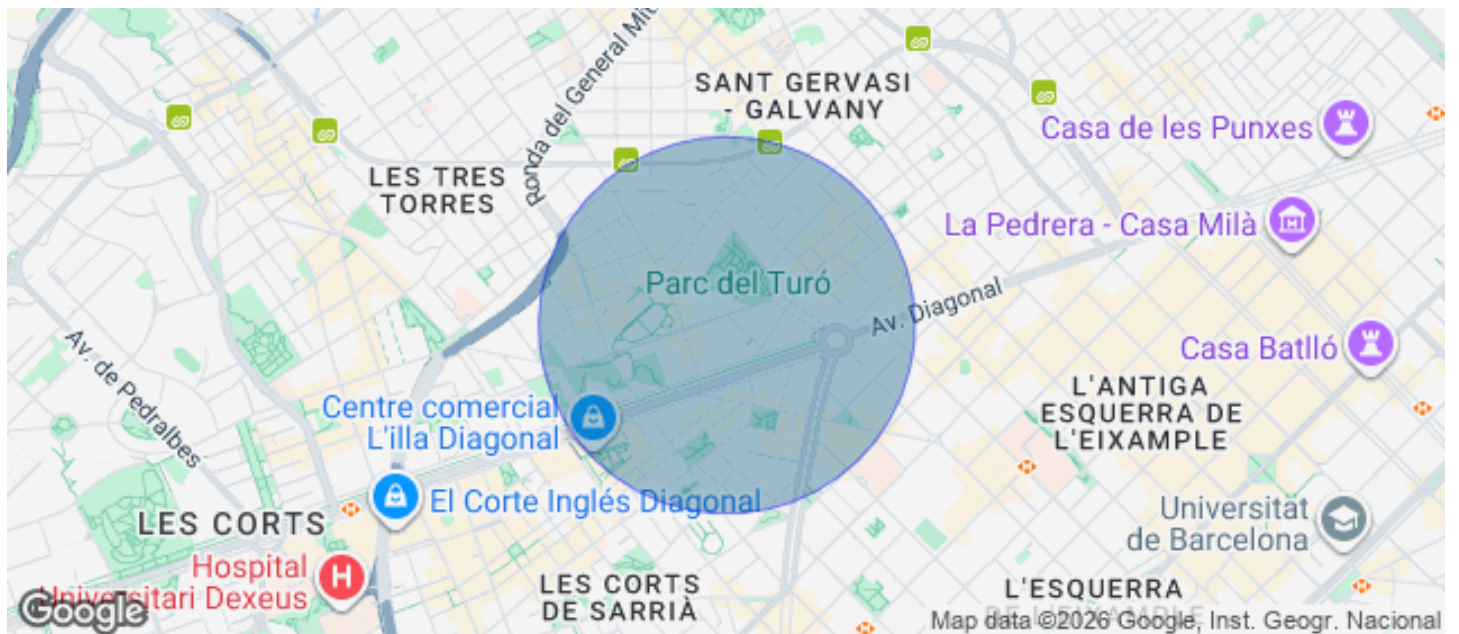 SANT GERVASI
- GALVANY
Ronda del General Mit
Casa de les Punxes
LES TRES
TORRES
La Pedrera - Casa Milà
Parc del Turó
Av. Diagonal
Casa Batlló
Av. de Pedralbes
L'ANTIGA
ESQUERRA DE
L'EIXAMPLE
Centre comercial
L'illa Diagonal
El Corte Inglés Diagonal
LES CORTS
Universitat
de Barcelona
Hospital
Universitari Dexeus
H
LES CORTS
DE SARRIÀ
L'ESQUERRA
DE L'EIXAMPLE
Google
Map data ©2026 Google, Inst. Geogr. Nacional